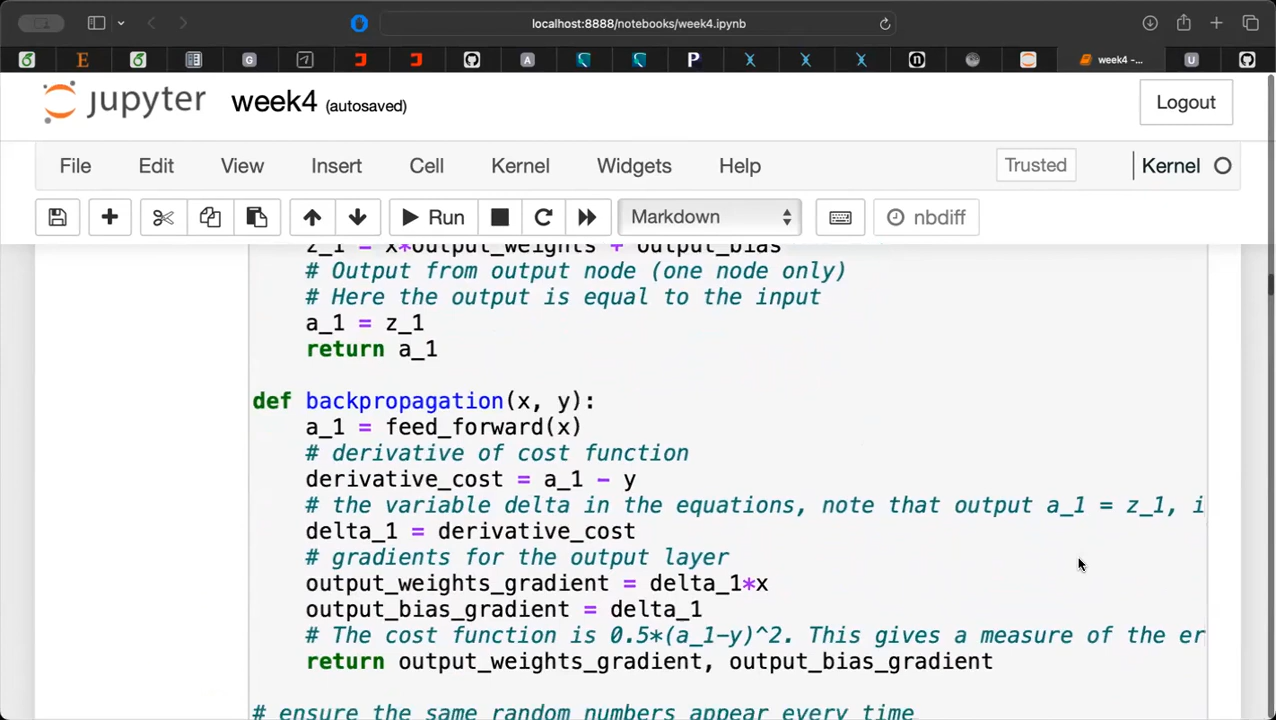 localhost:8888/notebooks/week4.ipynb
week4 -...
jupyter week4 (autosaved)
Logout
File Edit View Insert Cell Kernel Widgets Help Trusted Kernel
Run Markdown nbdiff
z_1 = x*output_weights + output_bias
# Output from output node (one node only)
# Here the output is equal to the input
a_1 = z_1
return a_1
def backpropagation(x, y):
a_1 = feed_forward(x)
# derivative of cost function
derivative_cost = a_1 - y
# the variable delta in the equations, note that output a_1 = z_1, i
delta_1 = derivative_cost
# gradients for the output layer
output_weights_gradient = delta_1*x
output_bias_gradient = delta_1
# The cost function is 0.5*(a_1-y)^2. This gives a measure of the er
return output_weights_gradient, output_bias_gradient
# ensure the same random numbers appear every time